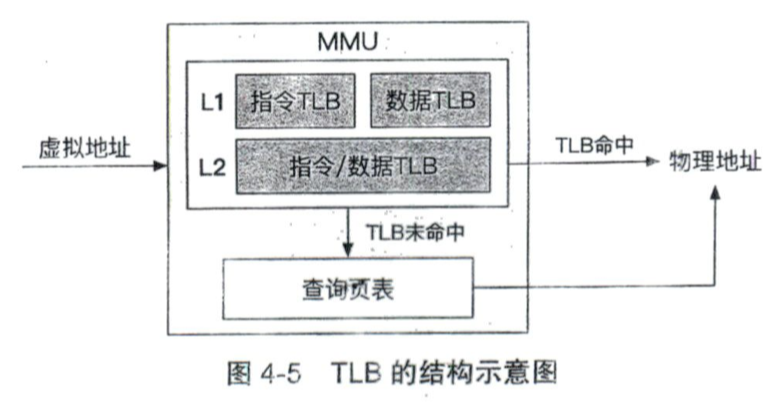 MMU
L1 指令TLB 数据TLB
虚拟地址
L2 指令/数据TLB
TLB命中
物理地址
TLB未命中
查询页表
图 4-5 TLB 的结构示意图